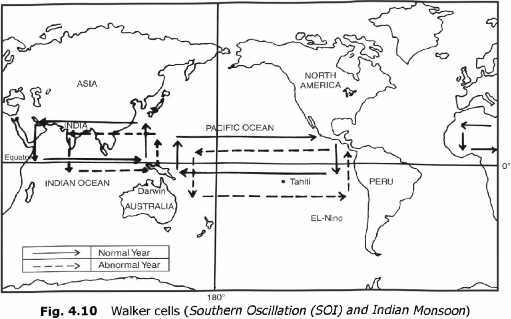 ASIA
NORTH
AMERICA
INDIA
PACIFIC OCEAN
Equato
0°
INDIAN OCEAN
Tahiti
PERU
Darwin
AUSTRALIA
EL-Nino
Normal Year
Abnormal Year
180°
Fig. 4.10 Walker cells (Southern Oscillation (SOI) and Indian Monsoon)